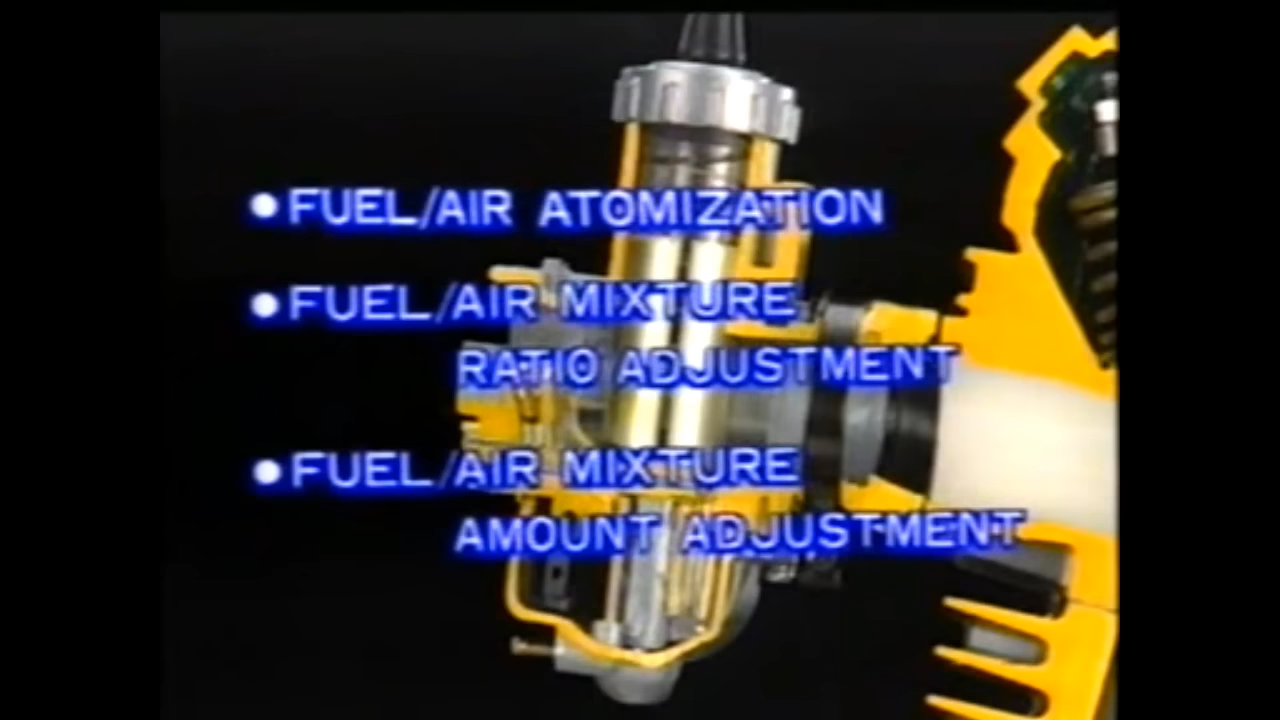 • FUEL/AIR ATOMIZATION
• FUEL/AIR MIXTURE
RATIO ADJUSTMENT
• FUEL/AIR MIXTURE
AMOUNT ADJUSTMENT